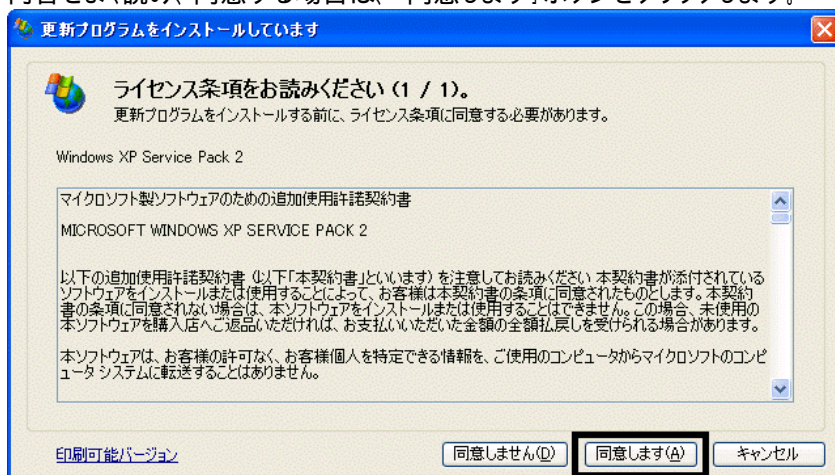 更新プログラムをインストールしています
ライセンス条項をお読みください (1 / 1)。
更新プログラムをインストールする前に、ライセンス条項に同意する必要があります。
Windows XP Service Pack 2
マイクロソフト製ソフトウェアのための追加使用許諾契約書
MICROSOFT WINDOWS XP SERVICE PACK 2
以下の追加使用許諾契約書 (以下「本契約書」といいます) を注意してお読みください 本契約書が添付されている
ソフトウェアをインストールまたは使用することによって、お客様は本契約書の条項に同意されたものとします。本契約
書の条項に同意されない場合は、本ソフトウェアをインストールまたは使用することはできません。この場合、未使用の
本ソフトウェアを購入店へご返品いただければ、お支払いいただいた金額の全額払戻しを受けられる場合があります。
本ソフトウェアは、お客様の許可なく、お客様個人を特定できる情報を、ご使用のコンピュータからマイクロソフトのコンピ
ュータ システムに転送することはありません。
印刷可能バージョン
同意しません(D)
同意します(A)
キャンセル